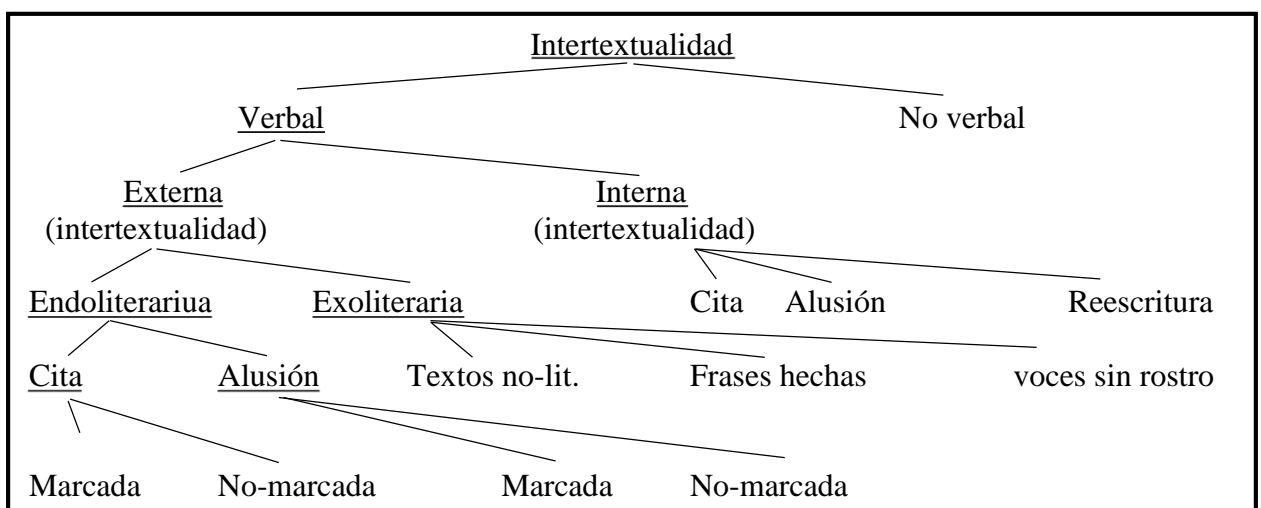 Intertextualidad
Verbal No verbal
Externa Interna
(intertextualidad) (intertextualidad)
Endoliterariua Exoliteraria Cita Alusión Reescritura
Cita Alusión Textos no-lit. Frases hechas voces sin rostro
Marcada No-marcada Marcada No-marcada